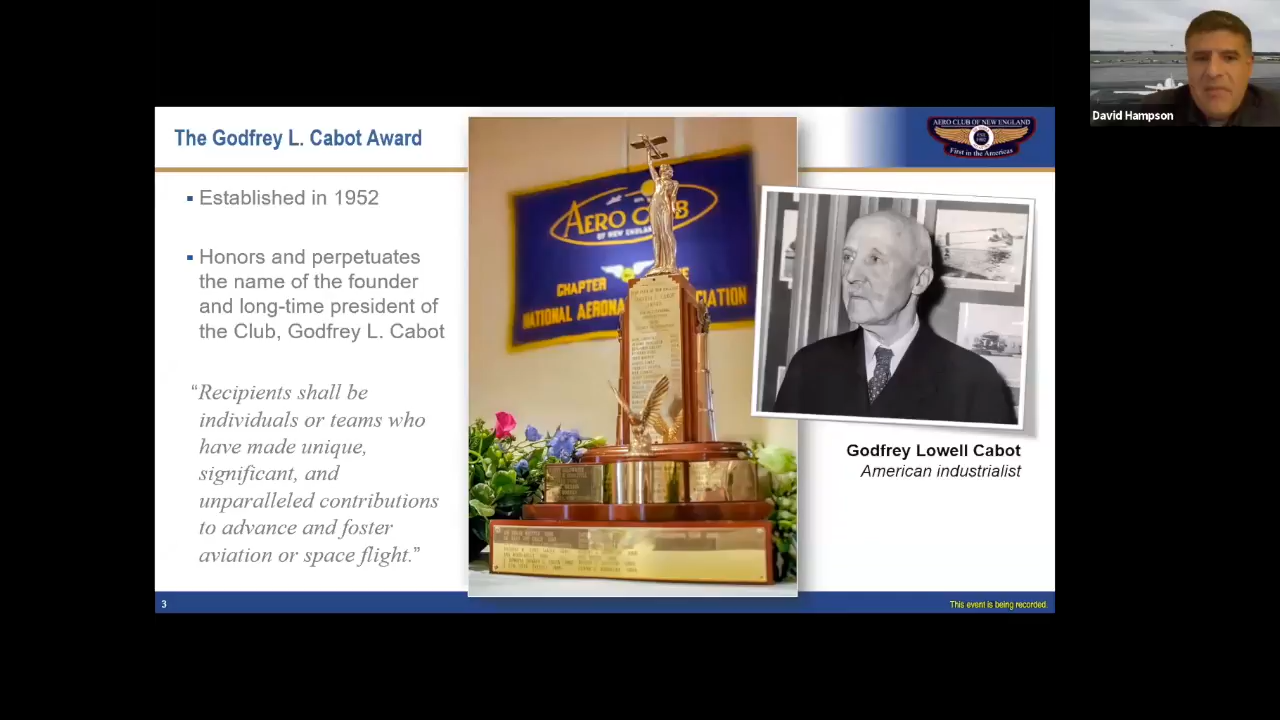 The Godfrey L. Cabot Award
▪ Established in 1952
▪ Honors and perpetuates
the name of the founder
and long-time president of
the Club, Godfrey L. Cabot
“Recipients shall be
individuals or teams who
have made unique,
significant, and
unparalleled contributions
to advance and foster
aviation or space flight.”
AERO CLUB
OF NEW ENGLAND
CHAPTER
NATIONAL AERONA CIATION
AERO CLUB OF NEW ENGLAND
First in the Americas
Godfrey Lowell Cabot
American industrialist
3
This event is being recorded.
David Hampson